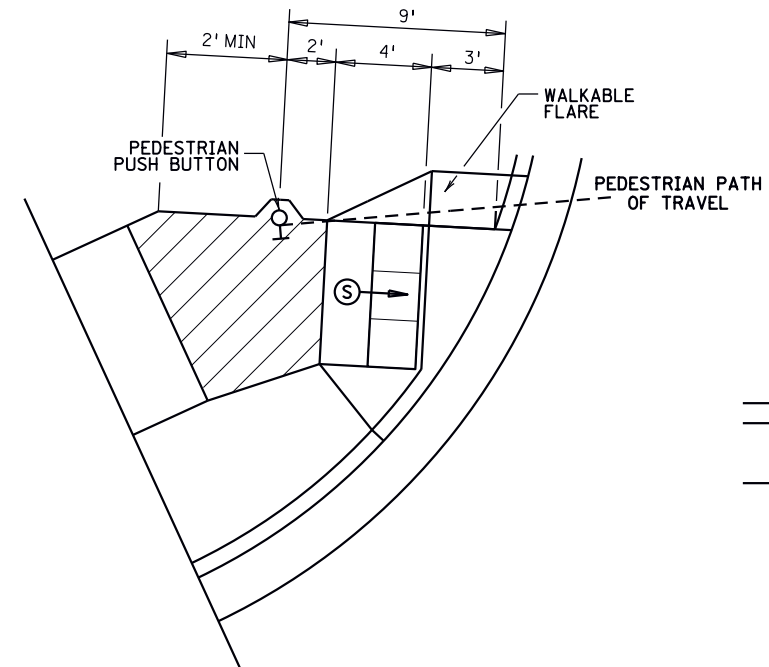 9'
2' MIN
2'
4'
3'
WALKABLE
FLARE
PEDESTRIAN
PUSH BUTTON
PEDESTRIAN PATH
OF TRAVEL
S